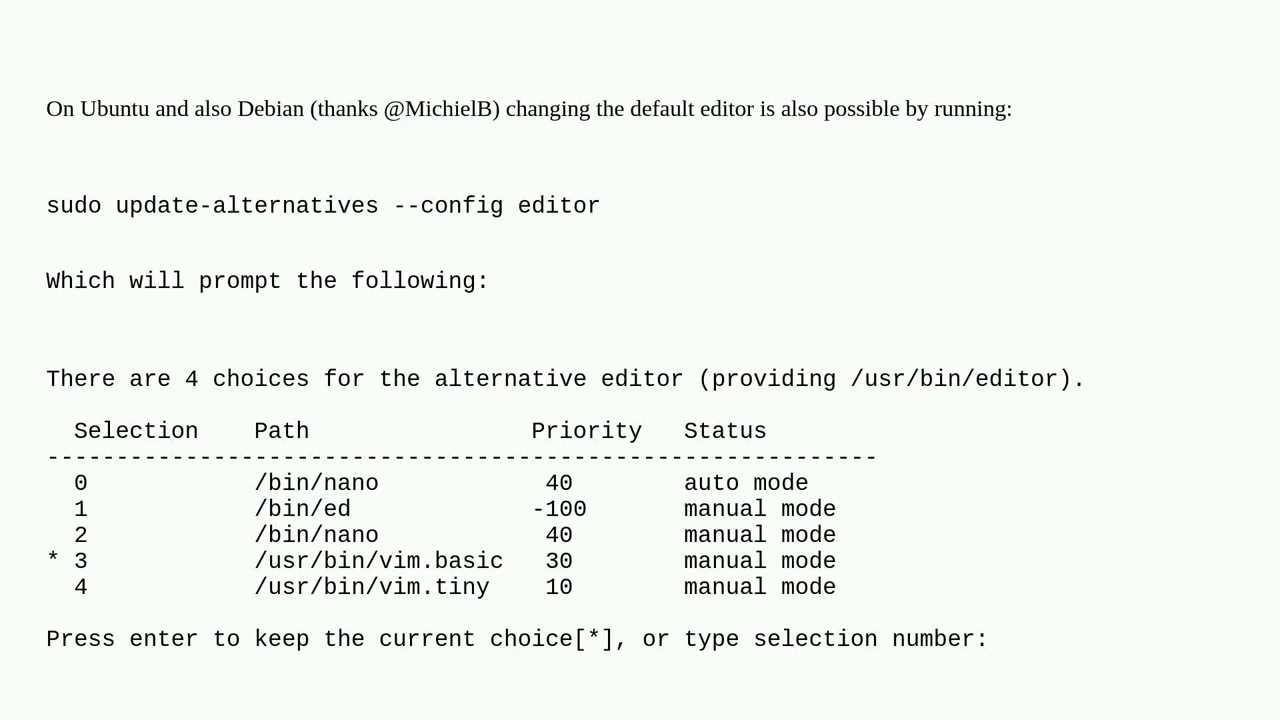 On Ubuntu and also Debian (thanks @MichielB) changing the default editor is also possible by running:
sudo update-alternatives --config editor
Which will prompt the following:
There are 4 choices for the alternative editor (providing /usr/bin/editor).
  Selection    Path                Priority   Status
------------------------------------------------------------
  0            /bin/nano            40        auto mode
  1            /bin/ed             -100       manual mode
  2            /bin/nano            40        manual mode
* 3            /usr/bin/vim.basic   30        manual mode
  4            /usr/bin/vim.tiny    10        manual mode
Press enter to keep the current choice[*], or type selection number: